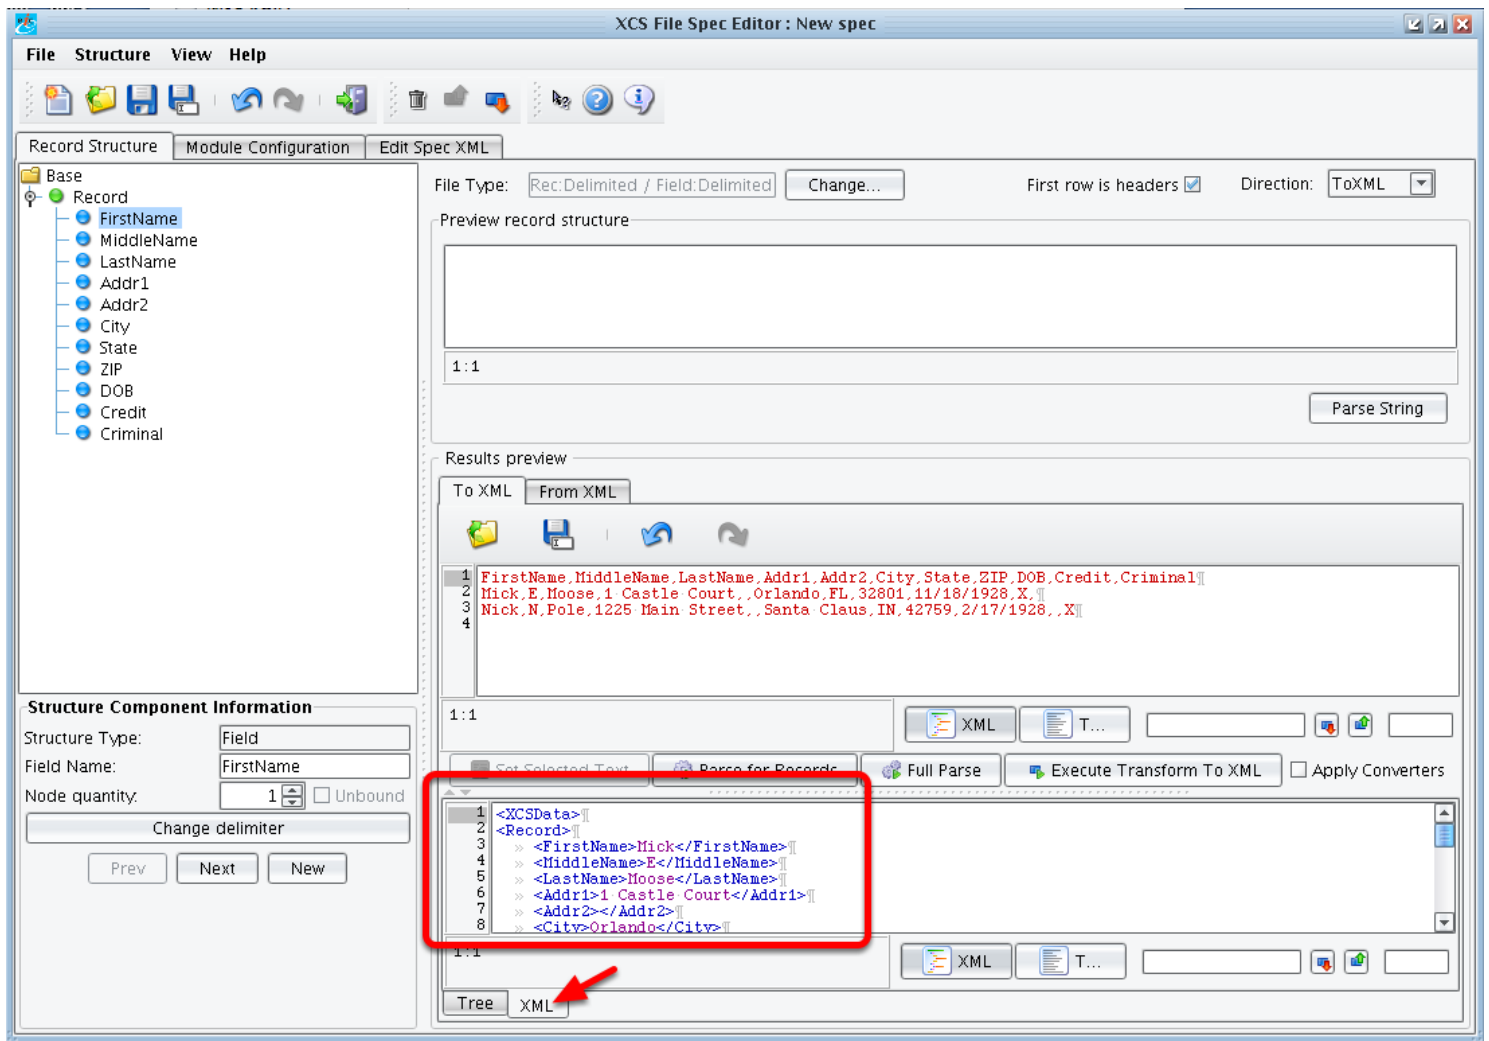 XCS File Spec Editor : New spec
File Structure View Help
Record Structure Module Configuration Edit Spec XML
Base
Record
FirstName
MiddleName
LastName
Addr1
Addr2
City
State
ZIP
DOB
Credit
Criminal
File Type: Rec:Delimited / Field:Delimited Change... First row is headers Direction: ToXML
Preview record structure
1:1
Parse String
Results preview
To XML From XML
1 FirstName,MiddleName,LastName,Addr1,Addr2,City,State,ZIP,DOB,Credit,Criminal¶
2 Mick,E,Moose,1 Castle Court,,Orlando,FL,32801,11/18/1928,X,¶
3 Nick,N,Pole,1225 Main Street,,Santa Claus,IN,42759,2/17/1928,,X¶
4
1:1 XML T...
Set Selected Text Parse for Records Full Parse Execute Transform To XML Apply Converters
1 <XCSData>¶
2 <Record>¶
3 » <FirstName>Mick</FirstName>¶
4 » <MiddleName>E</MiddleName>¶
5 » <LastName>Moose</LastName>¶
6 » <Addr1>1 Castle Court</Addr1>¶
7 » <Addr2></Addr2>¶
8 » <City>Orlando</City>¶
1:1 XML T...
Tree XML
Structure Component Information
Structure Type: Field
Field Name: FirstName
Node quantity: 1 Unbound
Change delimiter
Prev Next New